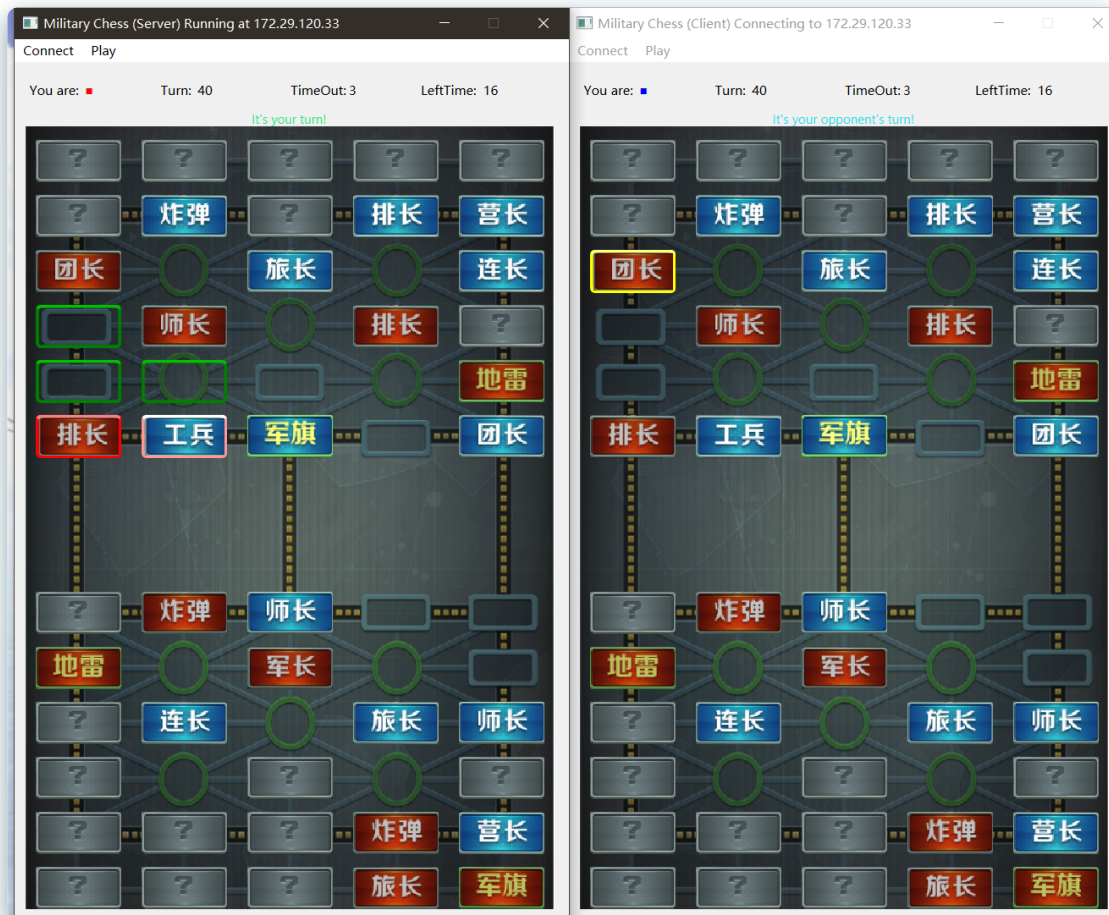 Military Chess (Server) Running at 172.29.120.33
Connect Play
You are: Turn: 40 TimeOut: 3 LeftTime: 16
It's your turn!
? ? ? ? ?
? 炸弹 ? 排长 营长
团长 旅长 连长
师长 排长 ?
地雷
排长 工兵 军旗 团长
? 炸弹 师长
地雷 军长
? 连长 旅长 师长
? ? ?
? ? ? 炸弹 营长
? ? ? 旅长 军旗
Military Chess (Client) Connecting to 172.29.120.33
Connect Play
You are: Turn: 40 TimeOut: 3 LeftTime: 16
It's your opponent's turn!
? ? ? ? ?
? 炸弹 ? 排长 营长
团长 旅长 连长
师长 排长 ?
地雷
排长 工兵 军旗 团长
? 炸弹 师长
地雷 军长
? 连长 旅长 师长
? ? ?
? ? ? 炸弹 营长
? ? ? 旅长 军旗